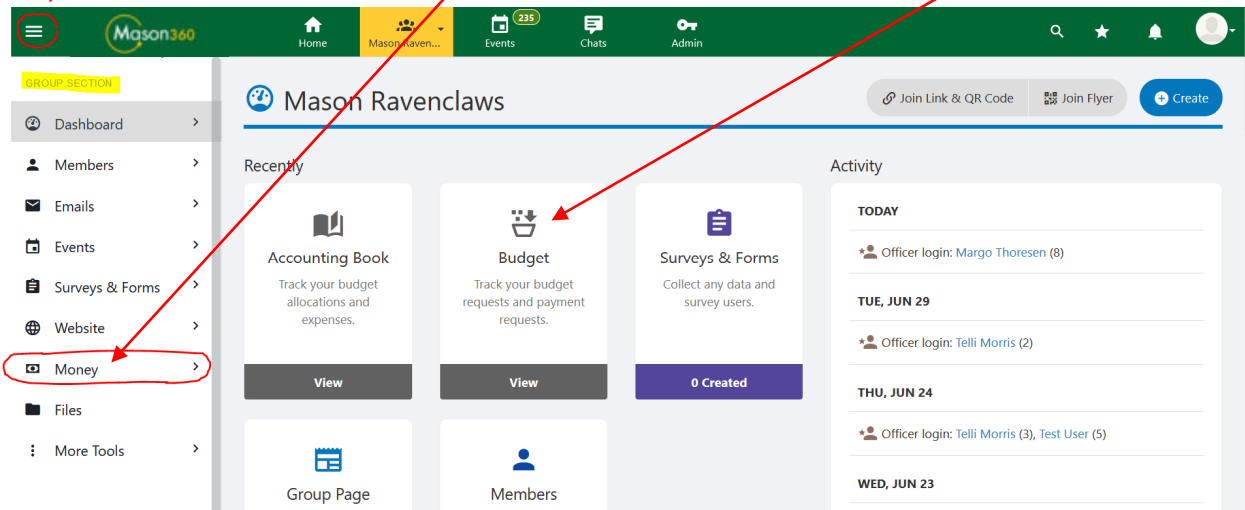 Mason360
Home
Mason Raven...
235
Events
Chats
Admin
GROUP SECTION
Dashboard
Members
Emails
Events
Surveys & Forms
Website
Money
Files
More Tools
Mason Ravenclaws
Join Link & QR Code
Join Flyer
Create
Recently
Accounting Book
Track your budget
allocations and
expenses.
View
Budget
Track your budget
requests and payment
requests.
View
Surveys & Forms
Collect any data and
survey users.
0 Created
Group Page
Members
Activity
TODAY
Officer login: Margo Thoresen (8)
TUE, JUN 29
Officer login: Telli Morris (2)
THU, JUN 24
Officer login: Telli Morris (3), Test User (5)
WED, JUN 23